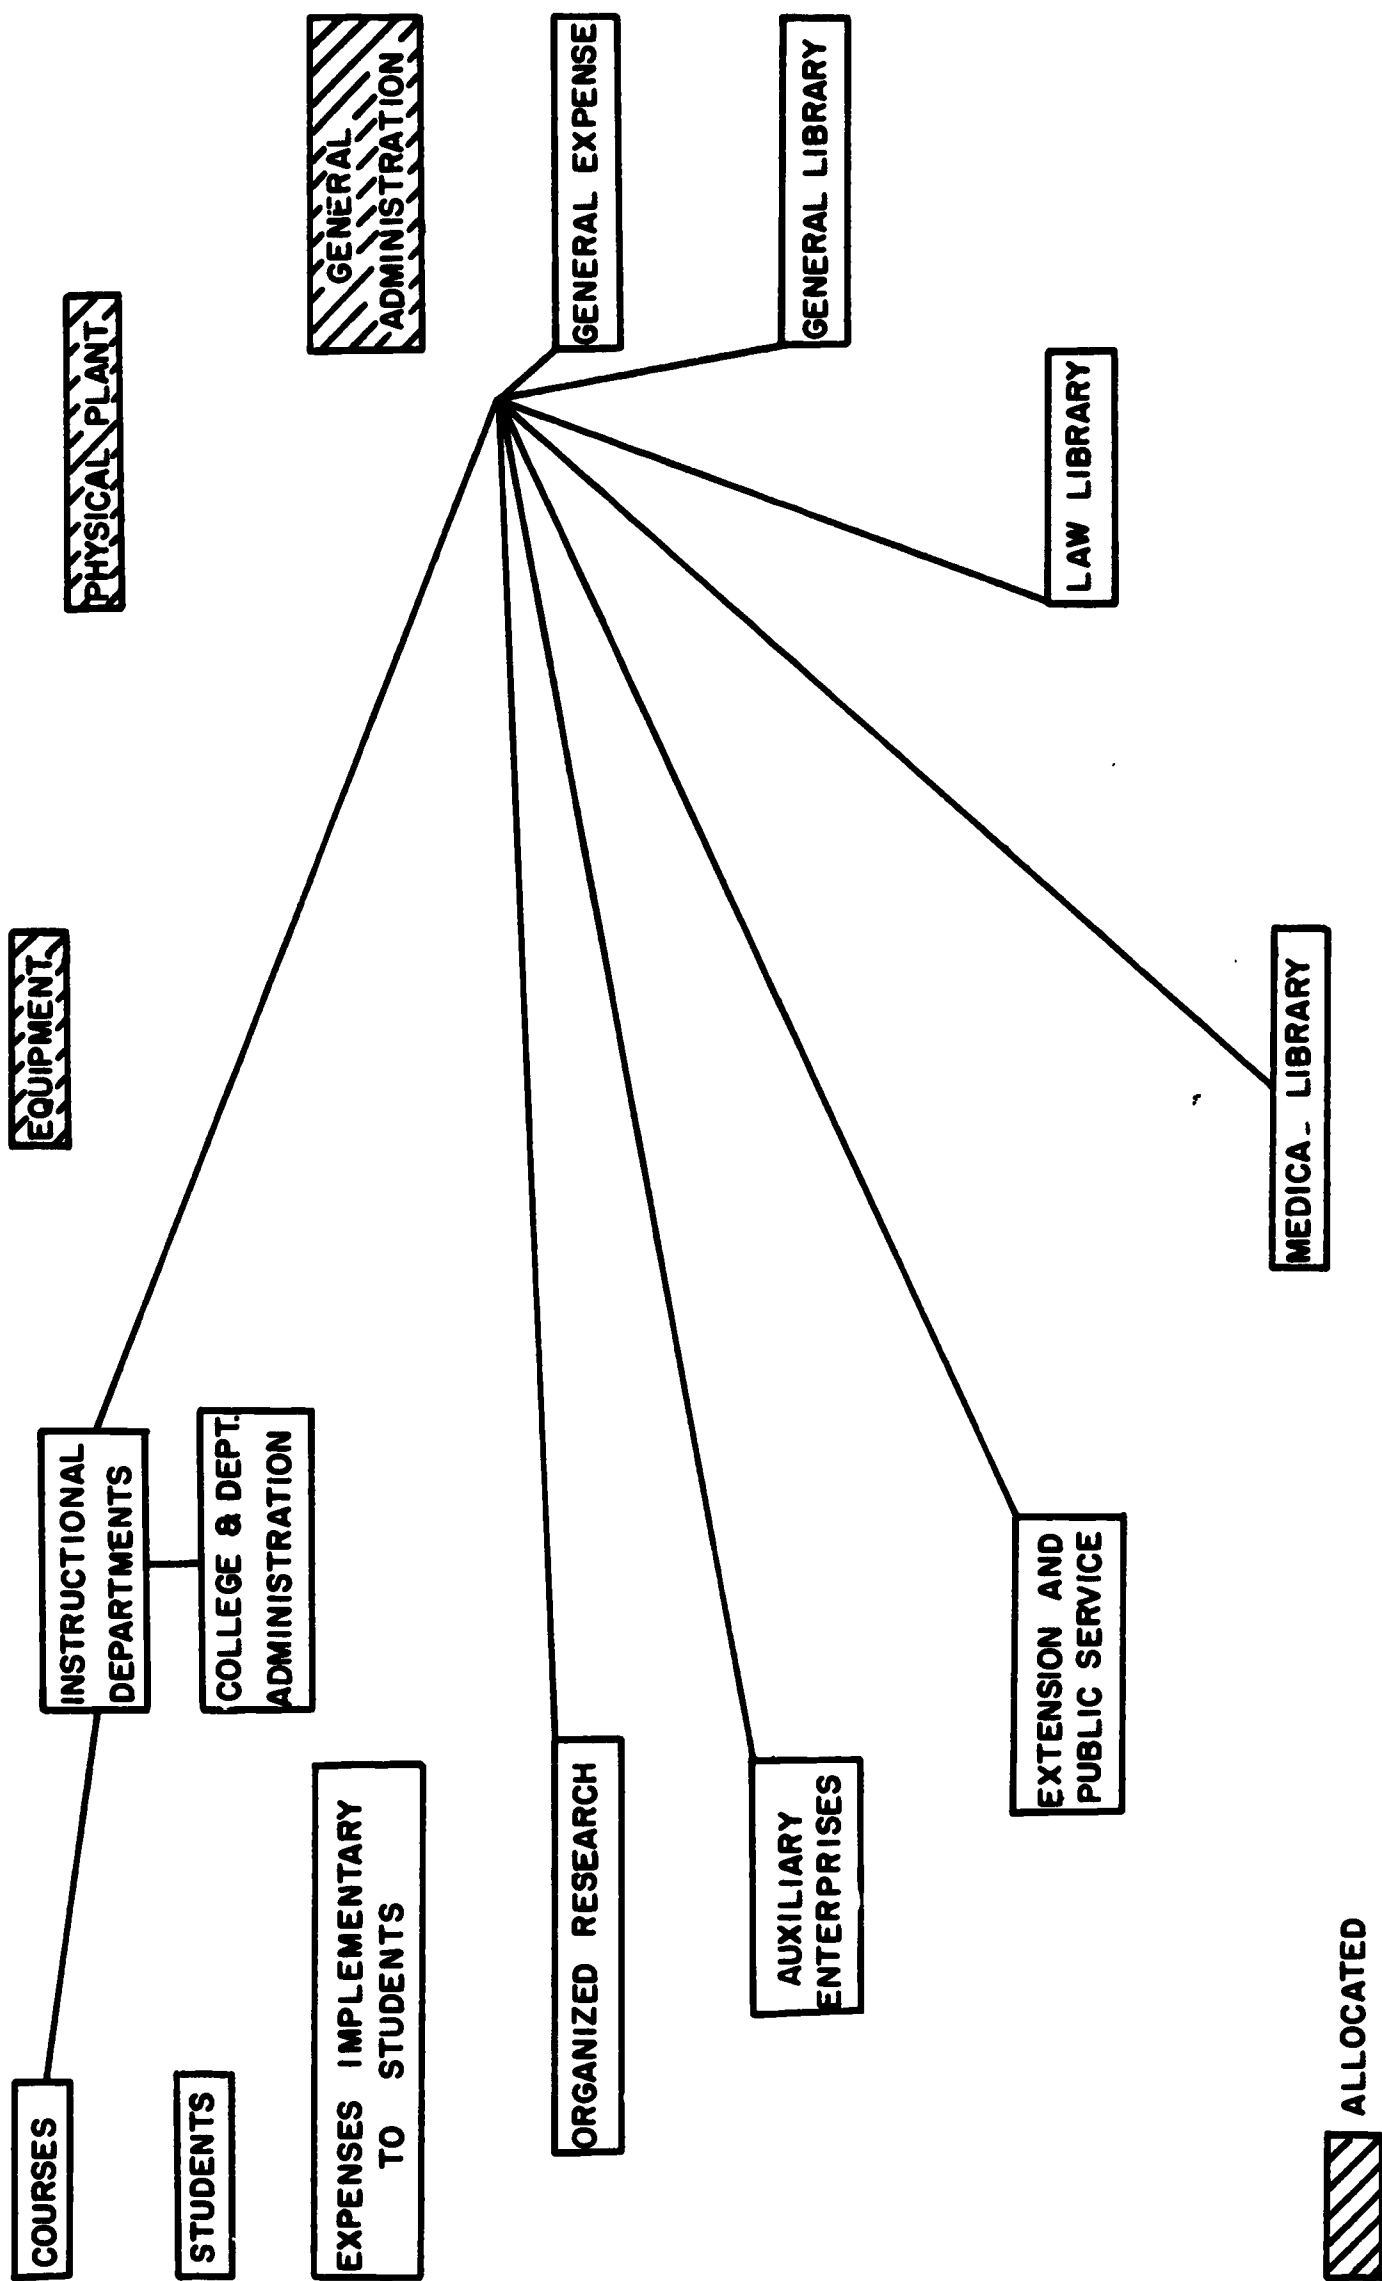 COURSES
INSTRUCTIONAL
DEPARTMENTS
EQUIPMENT
PHYSICAL PLANT
STUDENTS
COLLEGE & DEPT.
ADMINISTRATION
EXPENSES IMPLEMENTARY
TO STUDENTS
GENERAL
ADMINISTRATION
ORGANIZED RESEARCH
GENERAL EXPENSE
AUXILIARY
ENTERPRISES
GENERAL LIBRARY
EXTENSION AND
PUBLIC SERVICE
LAW LIBRARY
MEDICAL LIBRARY
ALLOCATED